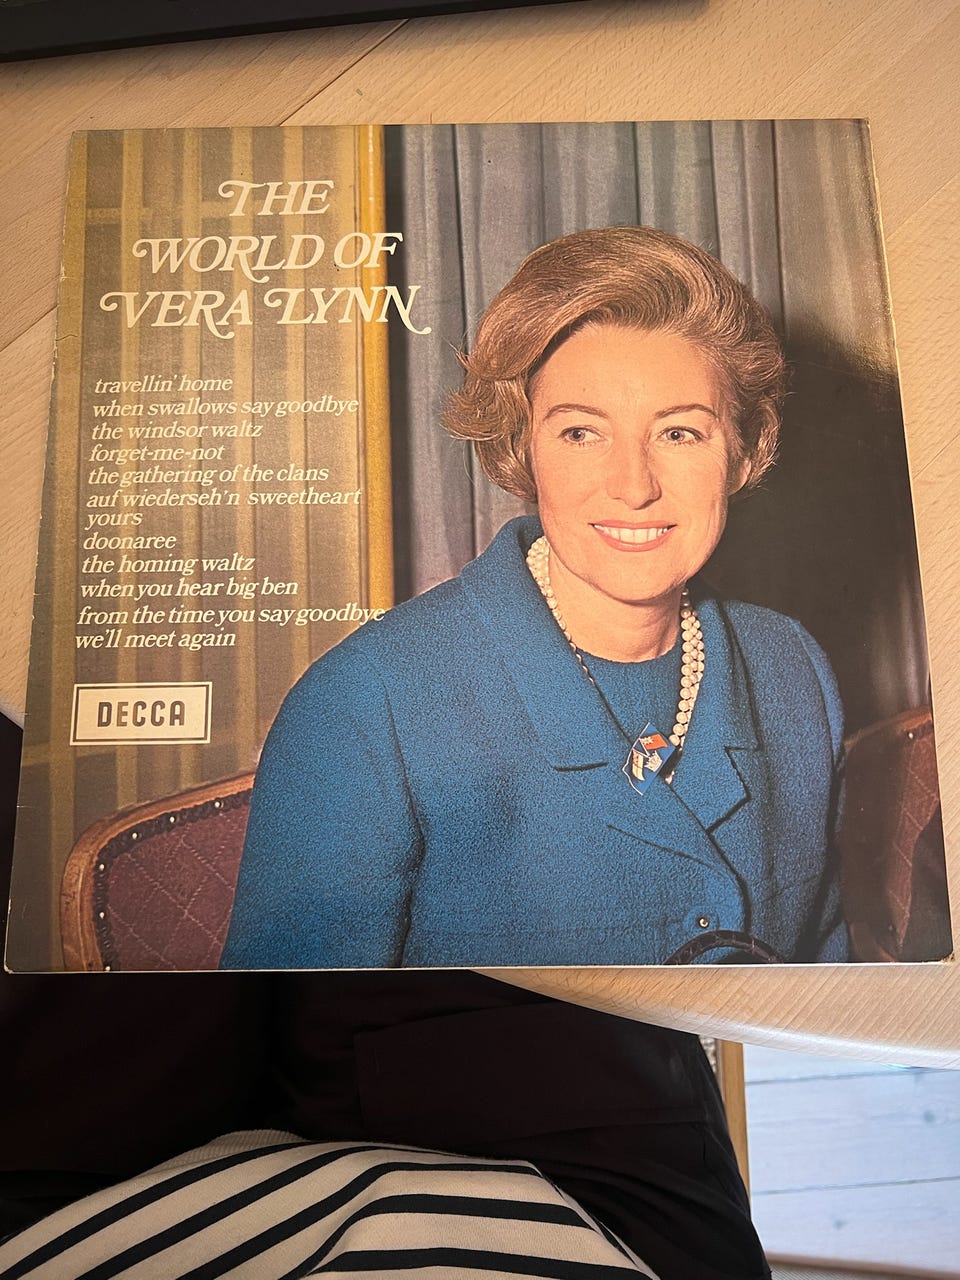 THE
WORLD OF
VERA LYNN
travellin' home
when swallows say goodbye
the windsor waltz
forget-me-not
the gathering of the clans
auf wiederseh'n sweetheart
yours
doonaree
the homing waltz
when you hear big ben
from the time you say goodbye
we'll meet again
DECCA